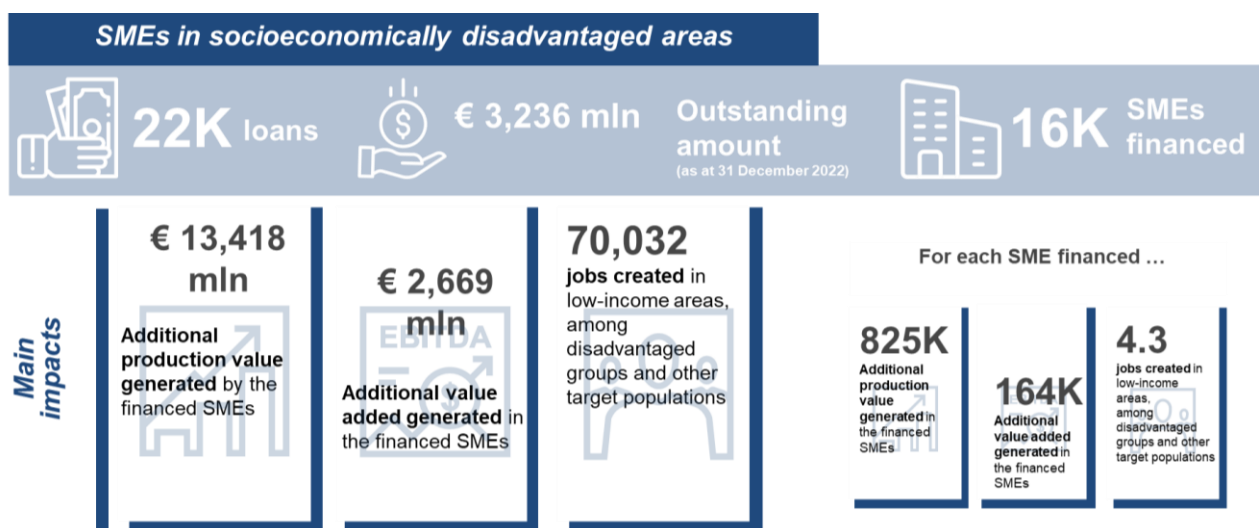 SMEs in socioeconomically disadvantaged areas
22K loans
€ 3,236 mln
Outstanding
amount
(as at 31 December 2022)
16K SMEs
financed
Main
impacts
€ 13,418
mln
Additional
production value
generated by the
financed SMEs
€ 2,669
mln
EBITDA
Additional value
added generated in
the financed SMEs
70,032
jobs created in
low-income areas,
among
disadvantaged
groups and other
target populations
For each SME financed ...
825K
Additional
production
value
generated in
the financed
SMEs
164K
Additional
value added
generated in
the financed
SMEs
4.3
jobs created in
low-income
areas,
among
disadvantaged
groups and other
target populations